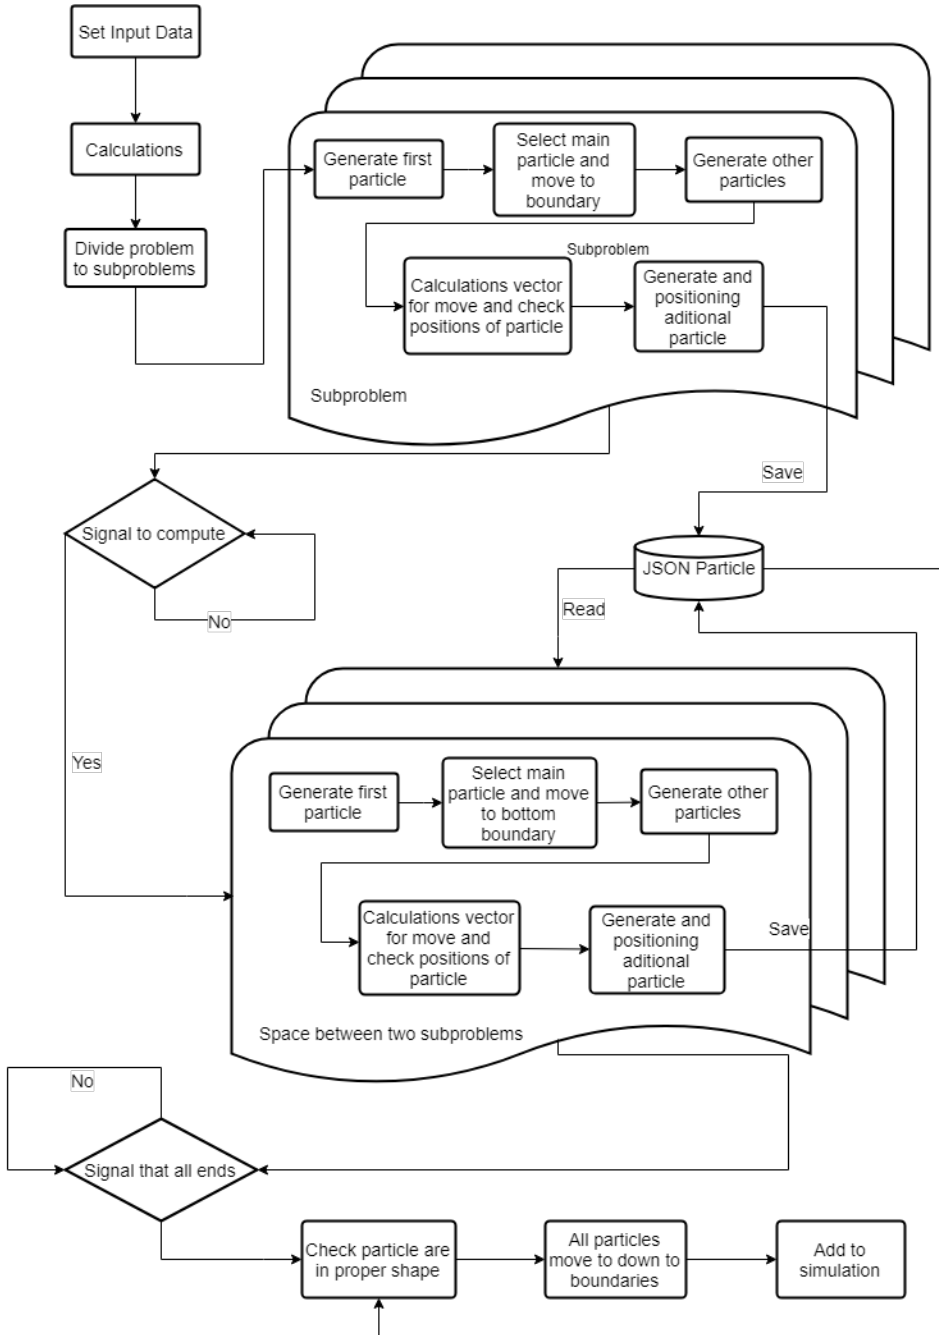 Set Input Data
Calculations
Divide problem
to subproblems
Generate first
particle
Select main
particle and
move to
boundary
Generate other
particles
Subproblem
Calculations vector
for move and check
positions of particle
Generate and
positioning
aditional
particle
Subproblem
Save
Signal to compute
No
JSON Particle
Read
Yes
Generate first
particle
Select main
particle and move
to bottom
boundary
Generate other
particles
Calculations vector
for move and
check positions of
particle
Generate and
positioning
aditional
particle
Save
Space between two subproblems
No
Signal that all ends
Check particle are
in proper shape
All particles
move to down to
boundaries
Add to
simulation